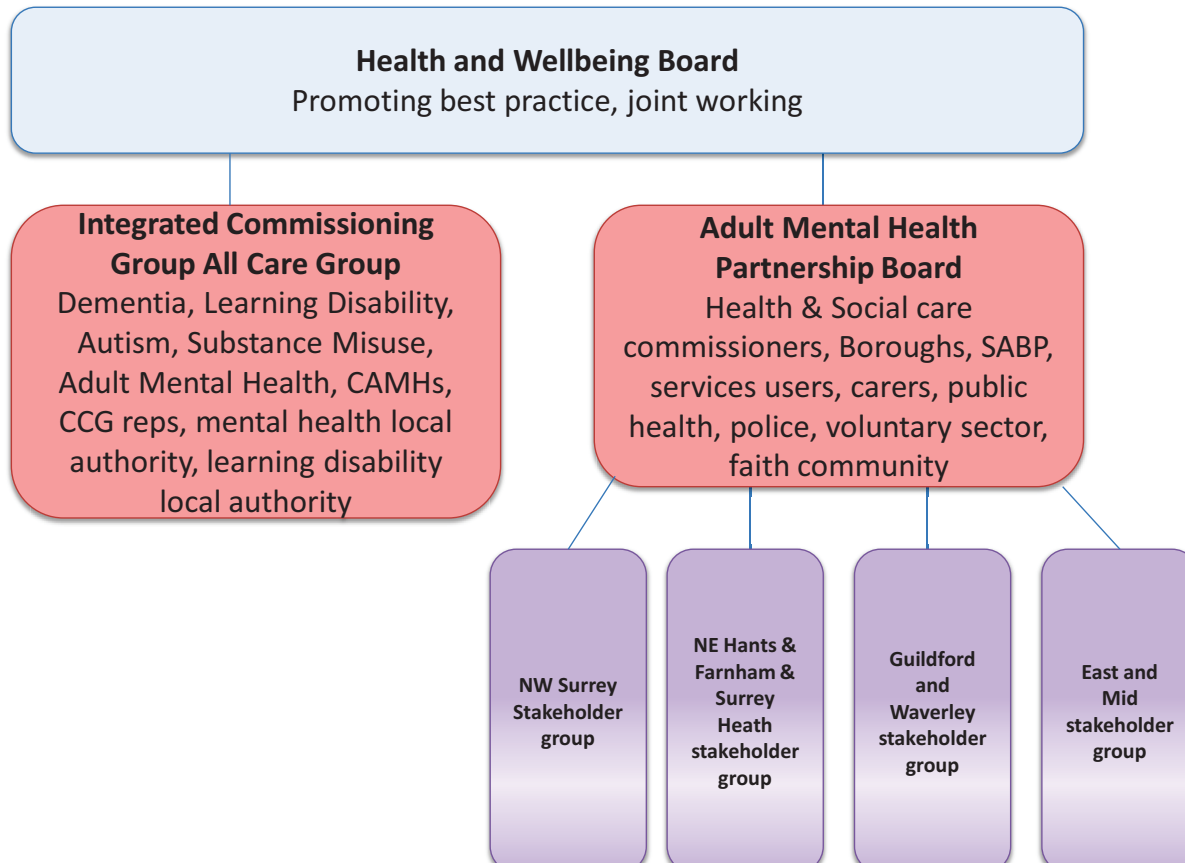 Health and Wellbeing Board
Promoting best practice, joint working
Integrated Commissioning
Group All Care Group
Dementia, Learning Disability,
Autism, Substance Misuse,
Adult Mental Health, CAMHs,
CCG reps, mental health local
authority, learning disability
local authority
Adult Mental Health
Partnership Board
Health & Social care
commissioners, Boroughs, SABP,
services users, carers, public
health, police, voluntary sector,
faith community
NW Surrey
Stakeholder
group
NE Hants &
Farnham &
Surrey
Heath
stakeholder
group
Guildford
and
Waverley
stakeholder
group
East and
Mid
stakeholder
group